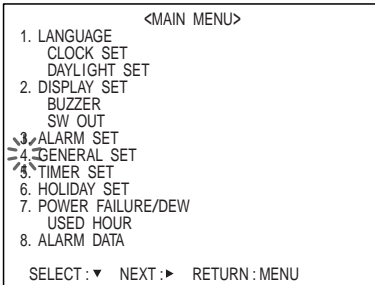 <MAIN MENU>
1. LANGUAGE
CLOCK SET
DAYLIGHT SET
2. DISPLAY SET
BUZZER
SW OUT
3. ALARM SET
4. GENERAL SET
5. TIMER SET
6. HOLIDAY SET
7. POWER FAILURE/DEW
USED HOUR
8. ALARM DATA
SELECT : ▼ NEXT : ► RETURN : MENU